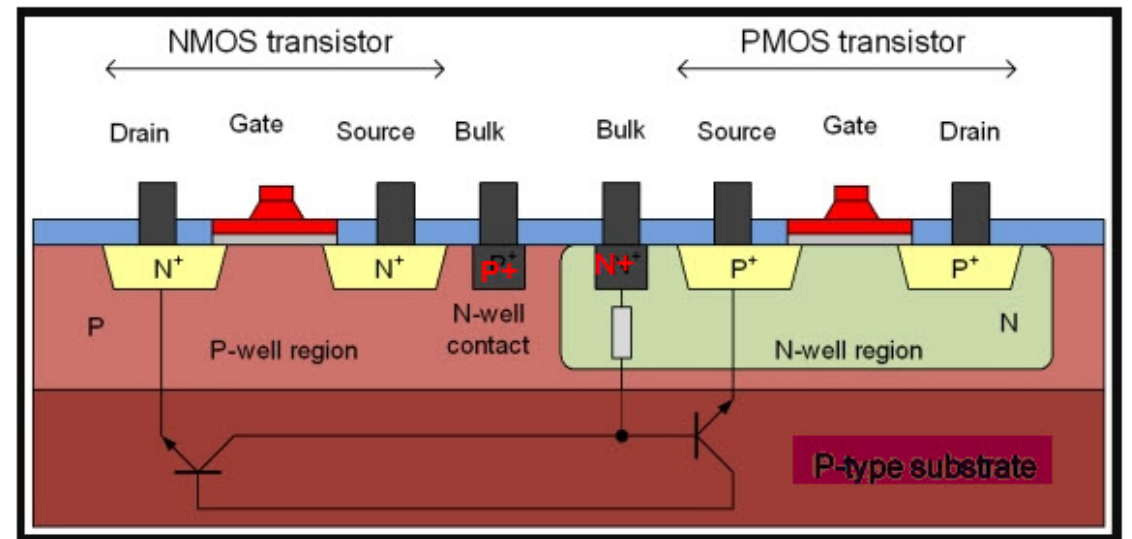 NMOS transistor
PMOS transistor
Drain
Gate
Source
Bulk
Bulk
Source
Gate
Drain
N+
N+
P+
N+
P+
P+
P
P-well region
N-well
contact
N-well region
N
P-type substrate